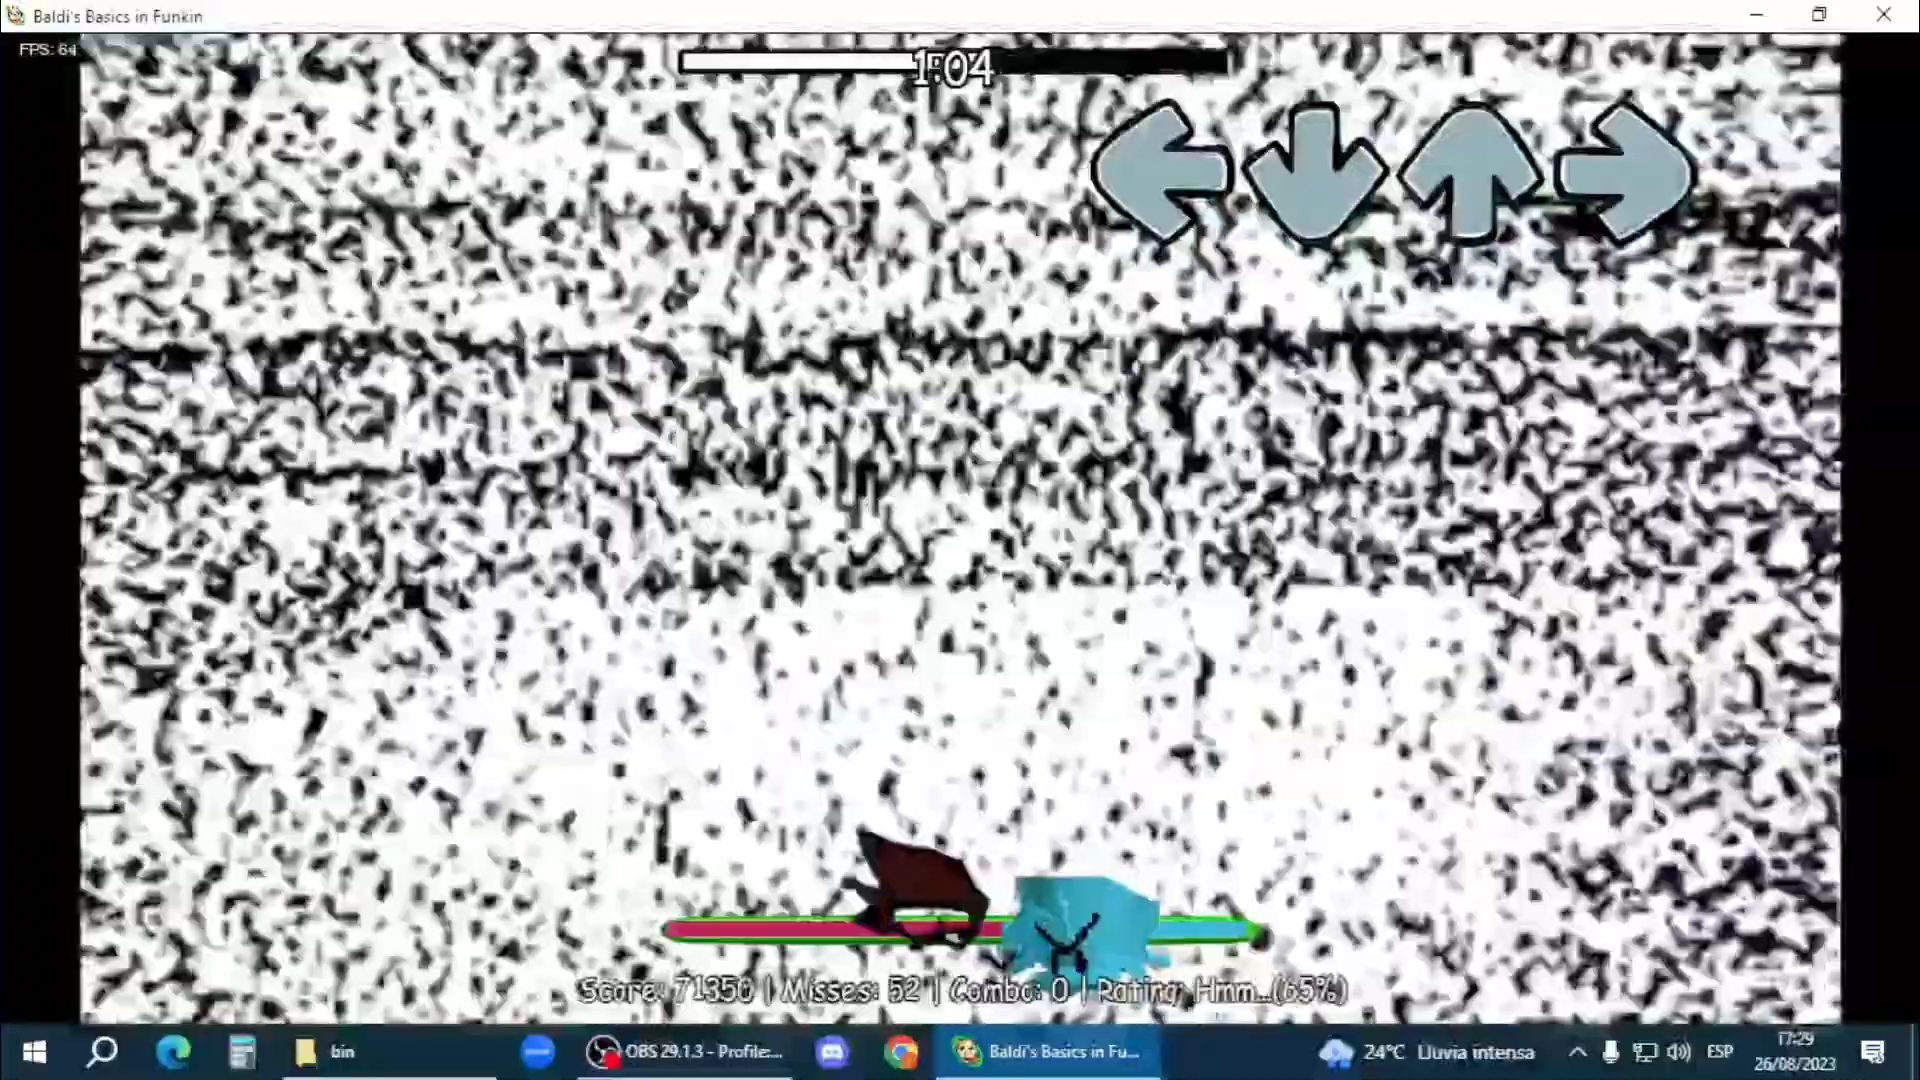 Baldi's Basics in Funkin
FPS: 64
1:04
Score: 71350 | Misses: 52 | Combo: 0 | Rating: Hmm...(65%)
bin
OBS 29.1.3 - Profile:...
Baldi's Basics in Fu...
24°C Lluvia intensa
ESP
17:29
26/08/2023